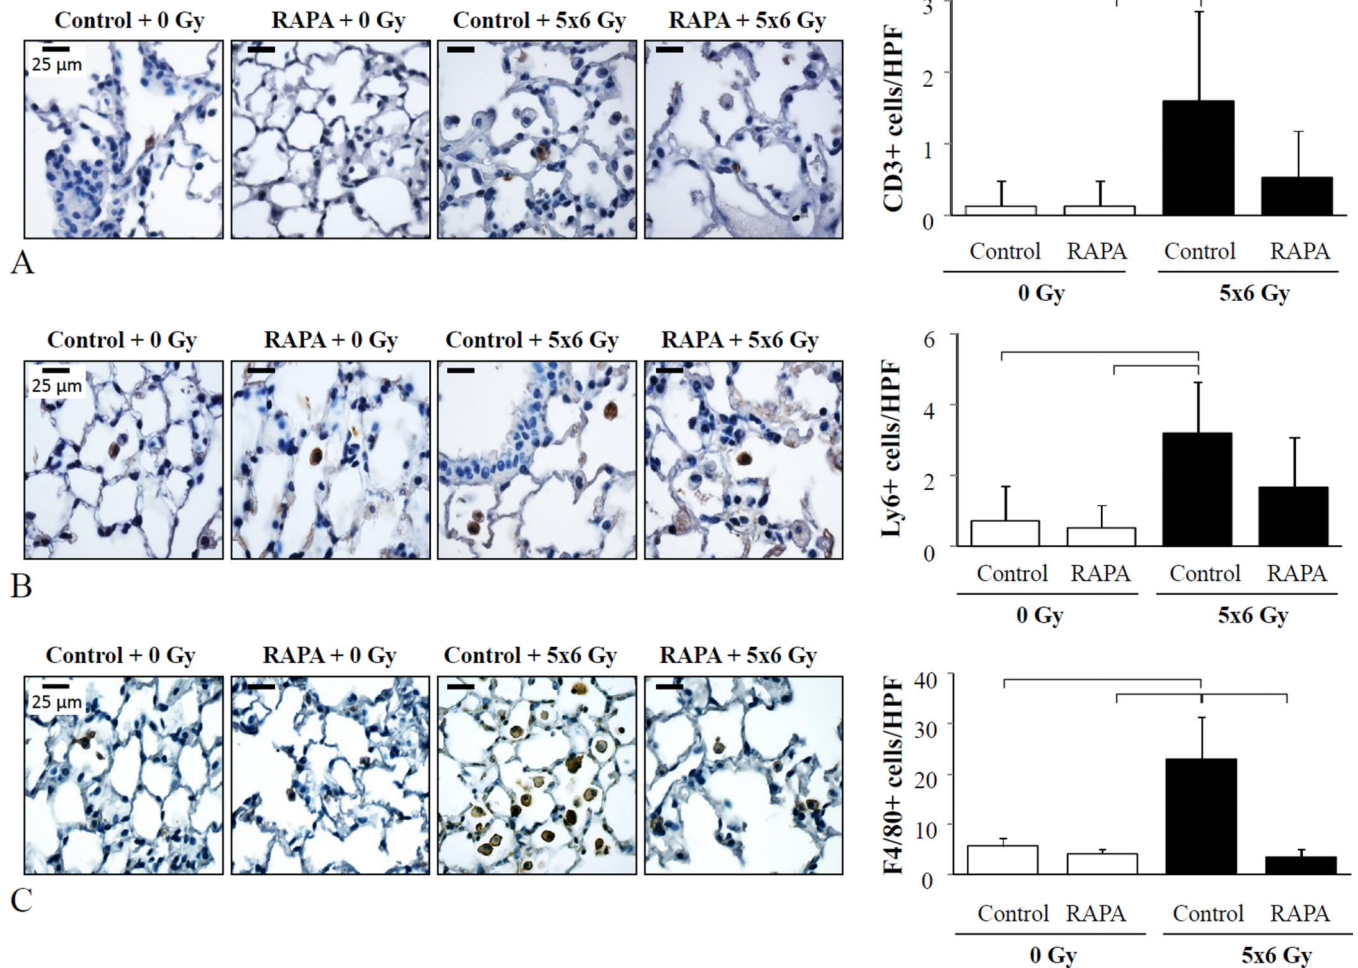 Control + 0 Gy RAPA + 0 Gy Control + 5x6 Gy RAPA + 5x6 Gy
25 µm
A
CD3+ cells/HPF
3
2
1
0
Control RAPA Control RAPA
0 Gy 5x6 Gy
Control + 0 Gy RAPA + 0 Gy Control + 5x6 Gy RAPA + 5x6 Gy
25 µm
B
Ly6+ cells/HPF
6
4
2
0
Control RAPA Control RAPA
0 Gy 5x6 Gy
Control + 0 Gy RAPA + 0 Gy Control + 5x6 Gy RAPA + 5x6 Gy
25 µm
C
F4/80+ cells/HPF
40
30
20
10
0
Control RAPA Control RAPA
0 Gy 5x6 Gy